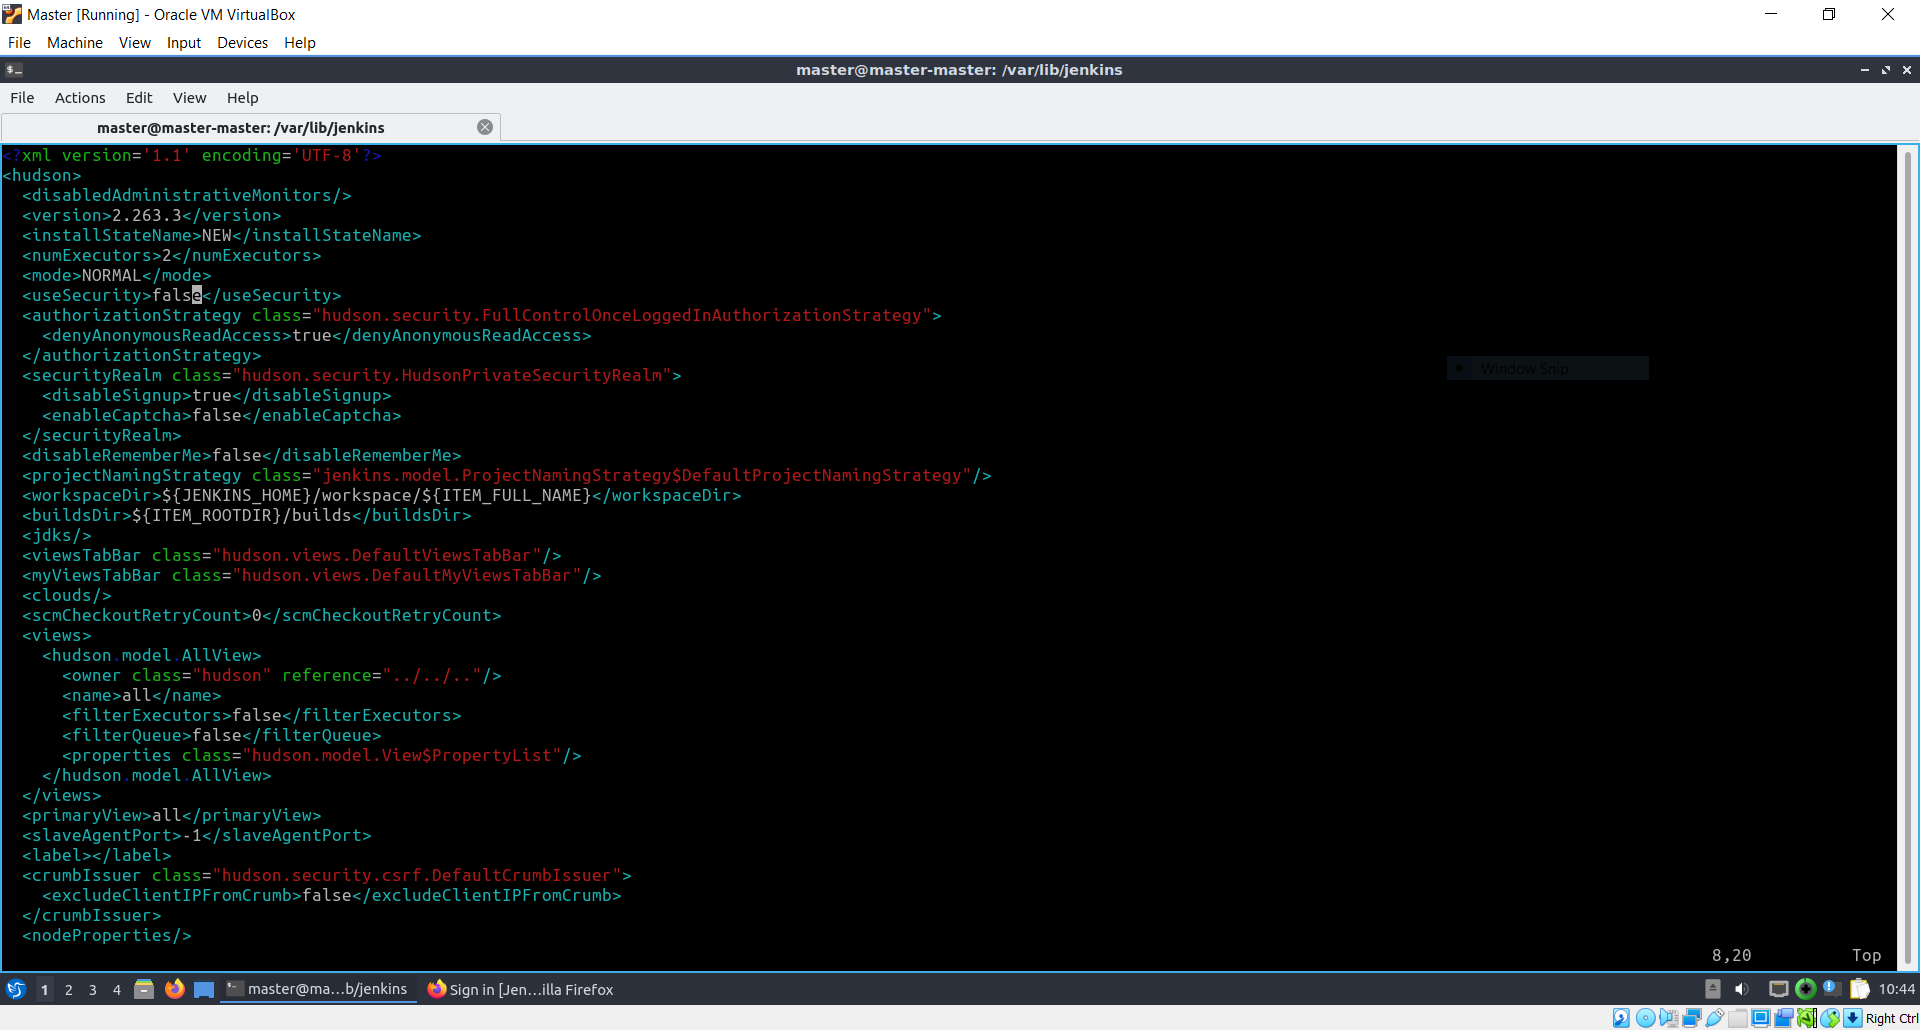 Master [Running] - Oracle VM VirtualBox
File Machine View Input Devices Help
master@master-master: /var/lib/jenkins
File Actions Edit View Help
master@master-master: /var/lib/jenkins
<?xml version='1.1' encoding='UTF-8'?>
<hudson>
  <disabledAdministrativeMonitors/>
  <version>2.263.3</version>
  <installStateName>NEW</installStateName>
  <numExecutors>2</numExecutors>
  <mode>NORMAL</mode>
  <useSecurity>false</useSecurity>
  <authorizationStrategy class="hudson.security.FullControlOnceLoggedInAuthorizationStrategy">
    <denyAnonymousReadAccess>true</denyAnonymousReadAccess>
  </authorizationStrategy>
  <securityRealm class="hudson.security.HudsonPrivateSecurityRealm">
    <disableSignup>true</disableSignup>
    <enableCaptcha>false</enableCaptcha>
  </securityRealm>
  <disableRememberMe>false</disableRememberMe>
  <projectNamingStrategy class="jenkins.model.ProjectNamingStrategy$DefaultProjectNamingStrategy"/>
  <workspaceDir>${JENKINS_HOME}/workspace/${ITEM_FULL_NAME}</workspaceDir>
  <buildsDir>${ITEM_ROOTDIR}/builds</buildsDir>
  <jdks/>
  <viewsTabBar class="hudson.views.DefaultViewsTabBar"/>
  <myViewsTabBar class="hudson.views.DefaultMyViewsTabBar"/>
  <clouds/>
  <scmCheckoutRetryCount>0</scmCheckoutRetryCount>
  <views>
    <hudson.model.AllView>
      <owner class="hudson" reference="../../.."/>
      <name>all</name>
      <filterExecutors>false</filterExecutors>
      <filterQueue>false</filterQueue>
      <properties class="hudson.model.View$PropertyList"/>
    </hudson.model.AllView>
  </views>
  <primaryView>all</primaryView>
  <slaveAgentPort>-1</slaveAgentPort>
  <label></label>
  <crumbIssuer class="hudson.security.csrf.DefaultCrumbIssuer">
    <excludeClientIPFromCrumb>false</excludeClientIPFromCrumb>
  </crumbIssuer>
  <nodeProperties/>
Window Snip
8,20 Top
1 2 3 4 master@ma...b/jenkins Sign in [Jen...illa Firefox 10:44
Right Ctrl